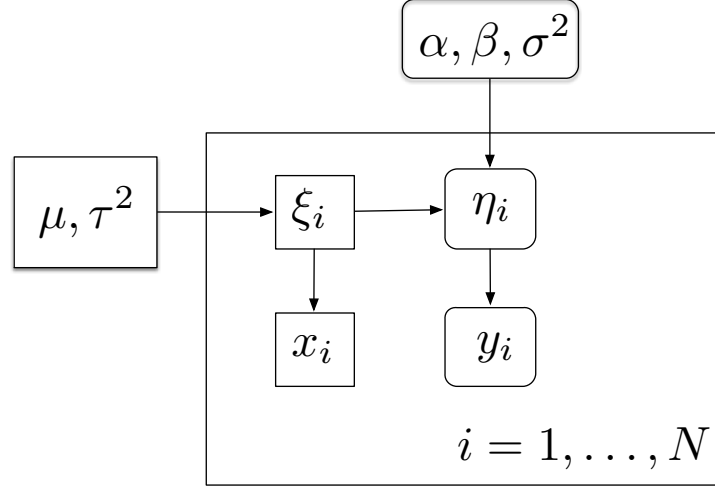 α, β, σ²
μ, τ²
ξᵢ
ηᵢ
xᵢ
yᵢ
i = 1, . . . , N